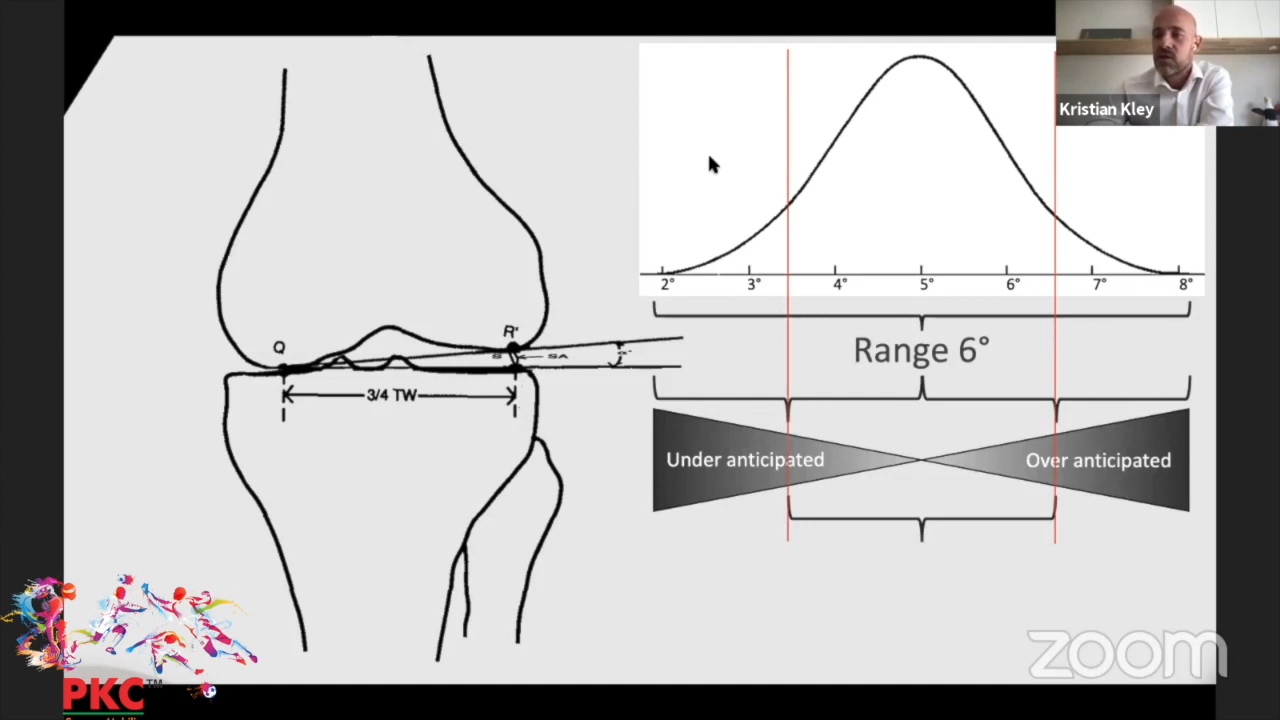 Kristian Kley
2° 3° 4° 5° 6° 7° 8°
Q
R'
S
SA
3/4 TW
Range 6°
Under anticipated
Over anticipated
zoom
PKC™